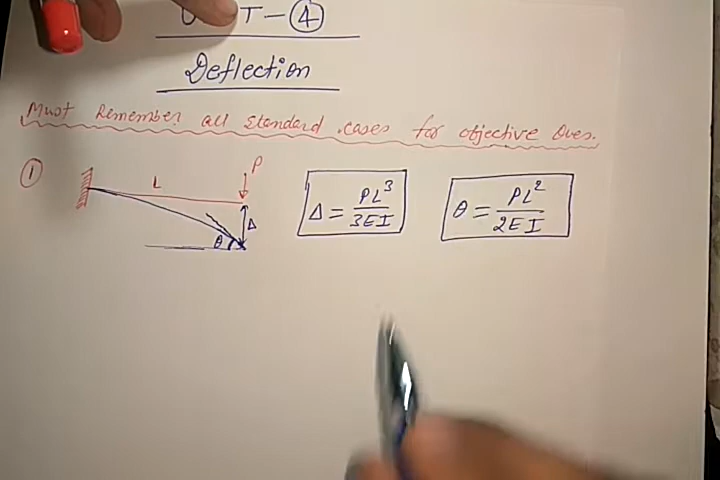 T - 4
Deflection
Must Remember all standard cases for objective Ques.
1
L
P
Δ = PL³/3EI
θ = PL²/2EI
Δ
θ